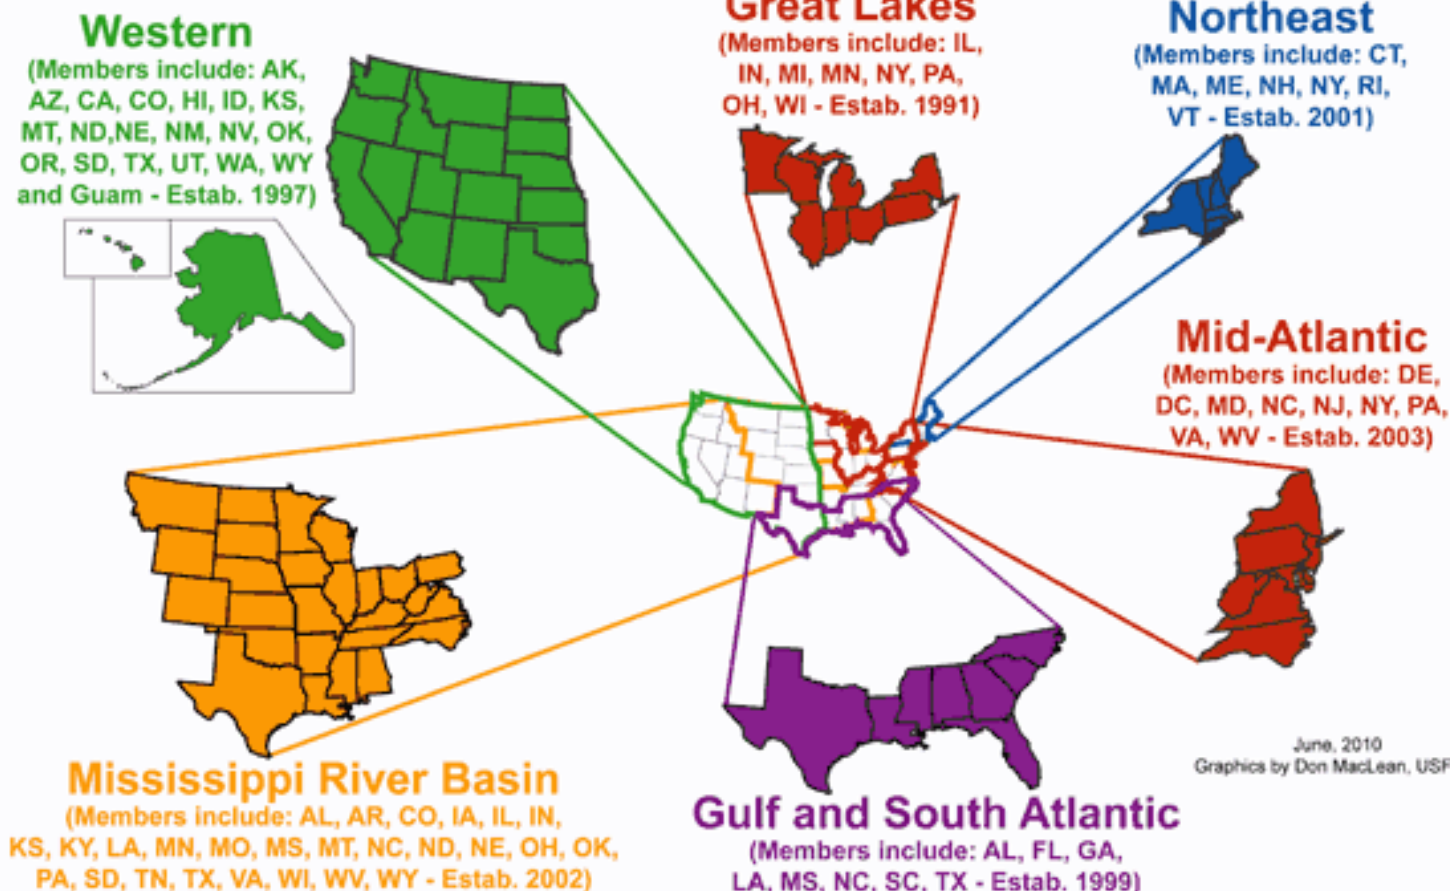 Western
(Members include: AK,
AZ, CA, CO, HI, ID, KS,
MT, ND,NE, NM, NV, OK,
OR, SD, TX, UT, WA, WY
and Guam - Estab. 1997)
Great Lakes
(Members include: IL,
IN, MI, MN, NY, PA,
OH, WI - Estab. 1991)
Northeast
(Members include: CT,
MA, ME, NH, NY, RI,
VT - Estab. 2001)
Mid-Atlantic
(Members include: DE,
DC, MD, NC, NJ, NY, PA,
VA, WV - Estab. 2003)
Mississippi River Basin
(Members include: AL, AR, CO, IA, IL, IN,
KS, KY, LA, MN, MO, MS, MT, NC, ND, NE, OH, OK,
PA, SD, TN, TX, VA, WI, WV, WY - Estab. 2002)
Gulf and South Atlantic
(Members include: AL, FL, GA,
LA, MS, NC, SC, TX - Estab. 1999)
June, 2010
Graphics by Don MacLean, USF